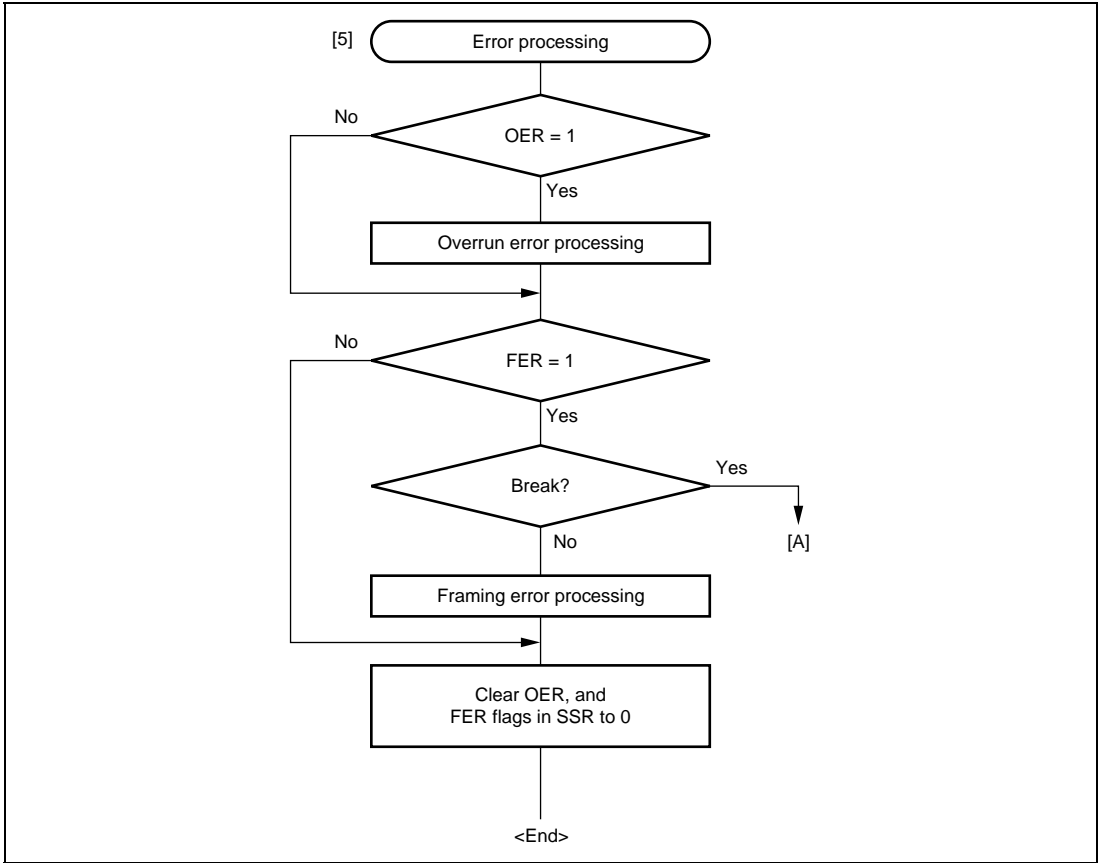 [5]
Error processing
No
OER = 1
Yes
Overrun error processing
No
FER = 1
Yes
Break?
Yes
No
[A]
Framing error processing
Clear OER, and
FER flags in SSR to 0
<End>